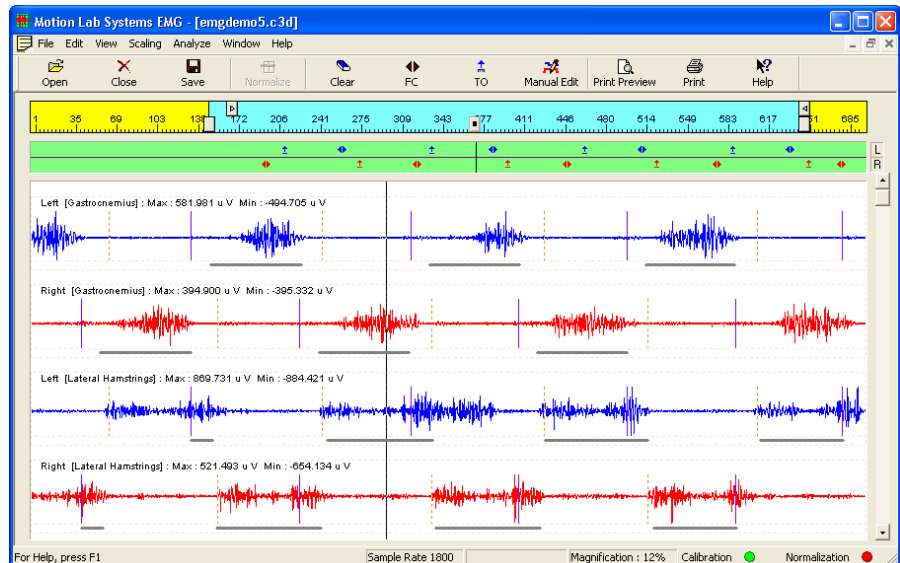 Motion Lab Systems EMG - [emgdemo5.c3d]
File Edit View Scaling Analyze Window Help
Open Close Save Normalize Clear FC TO Manual Edit Print Preview Print Help
1 35 69 103 172 206 241 275 309 343 411 446 480 514 549 583 617 685
L
R
Left [Gastrocnemius] : Max : 581.981 u V Min : -494.705 u V
Right [Gastrocnemius] : Max : 394.900 u V Min : -395.332 u V
Left [Lateral Hamstrings] : Max : 869.731 u V Min : -884.421 u V
Right [Lateral Hamstrings] : Max : 521.493 u V Min : -654.134 u V
For Help, press F1 Sample Rate 1800 Magnification : 12% Calibration Normalization